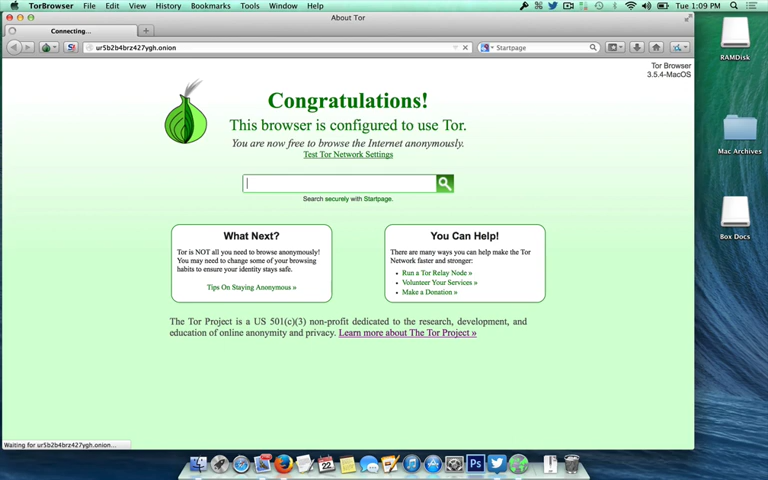 TorBrowser File Edit View History Bookmarks Tools Window Help Tue 1:09 PM
About Tor
Connecting...
ur5b2b4brz427ygh.onion Startpage
Tor Browser
3.5.4-MacOS
Congratulations!
This browser is configured to use Tor.
You are now free to browse the Internet anonymously.
Test Tor Network Settings
Search securely with Startpage.
What Next?
Tor is NOT all you need to browse anonymously!
You may need to change some of your browsing
habits to ensure your identity stays safe.
Tips On Staying Anonymous »
You Can Help!
There are many ways you can help make the Tor
Network faster and stronger:
• Run a Tor Relay Node »
• Volunteer Your Services »
• Make a Donation »
The Tor Project is a US 501(c)(3) non-profit dedicated to the research, development, and
education of online anonymity and privacy. Learn more about The Tor Project »
Waiting for ur5b2b4brz427ygh.onion...
RAMDisk
Mac Archives
Box Docs
22
Ps